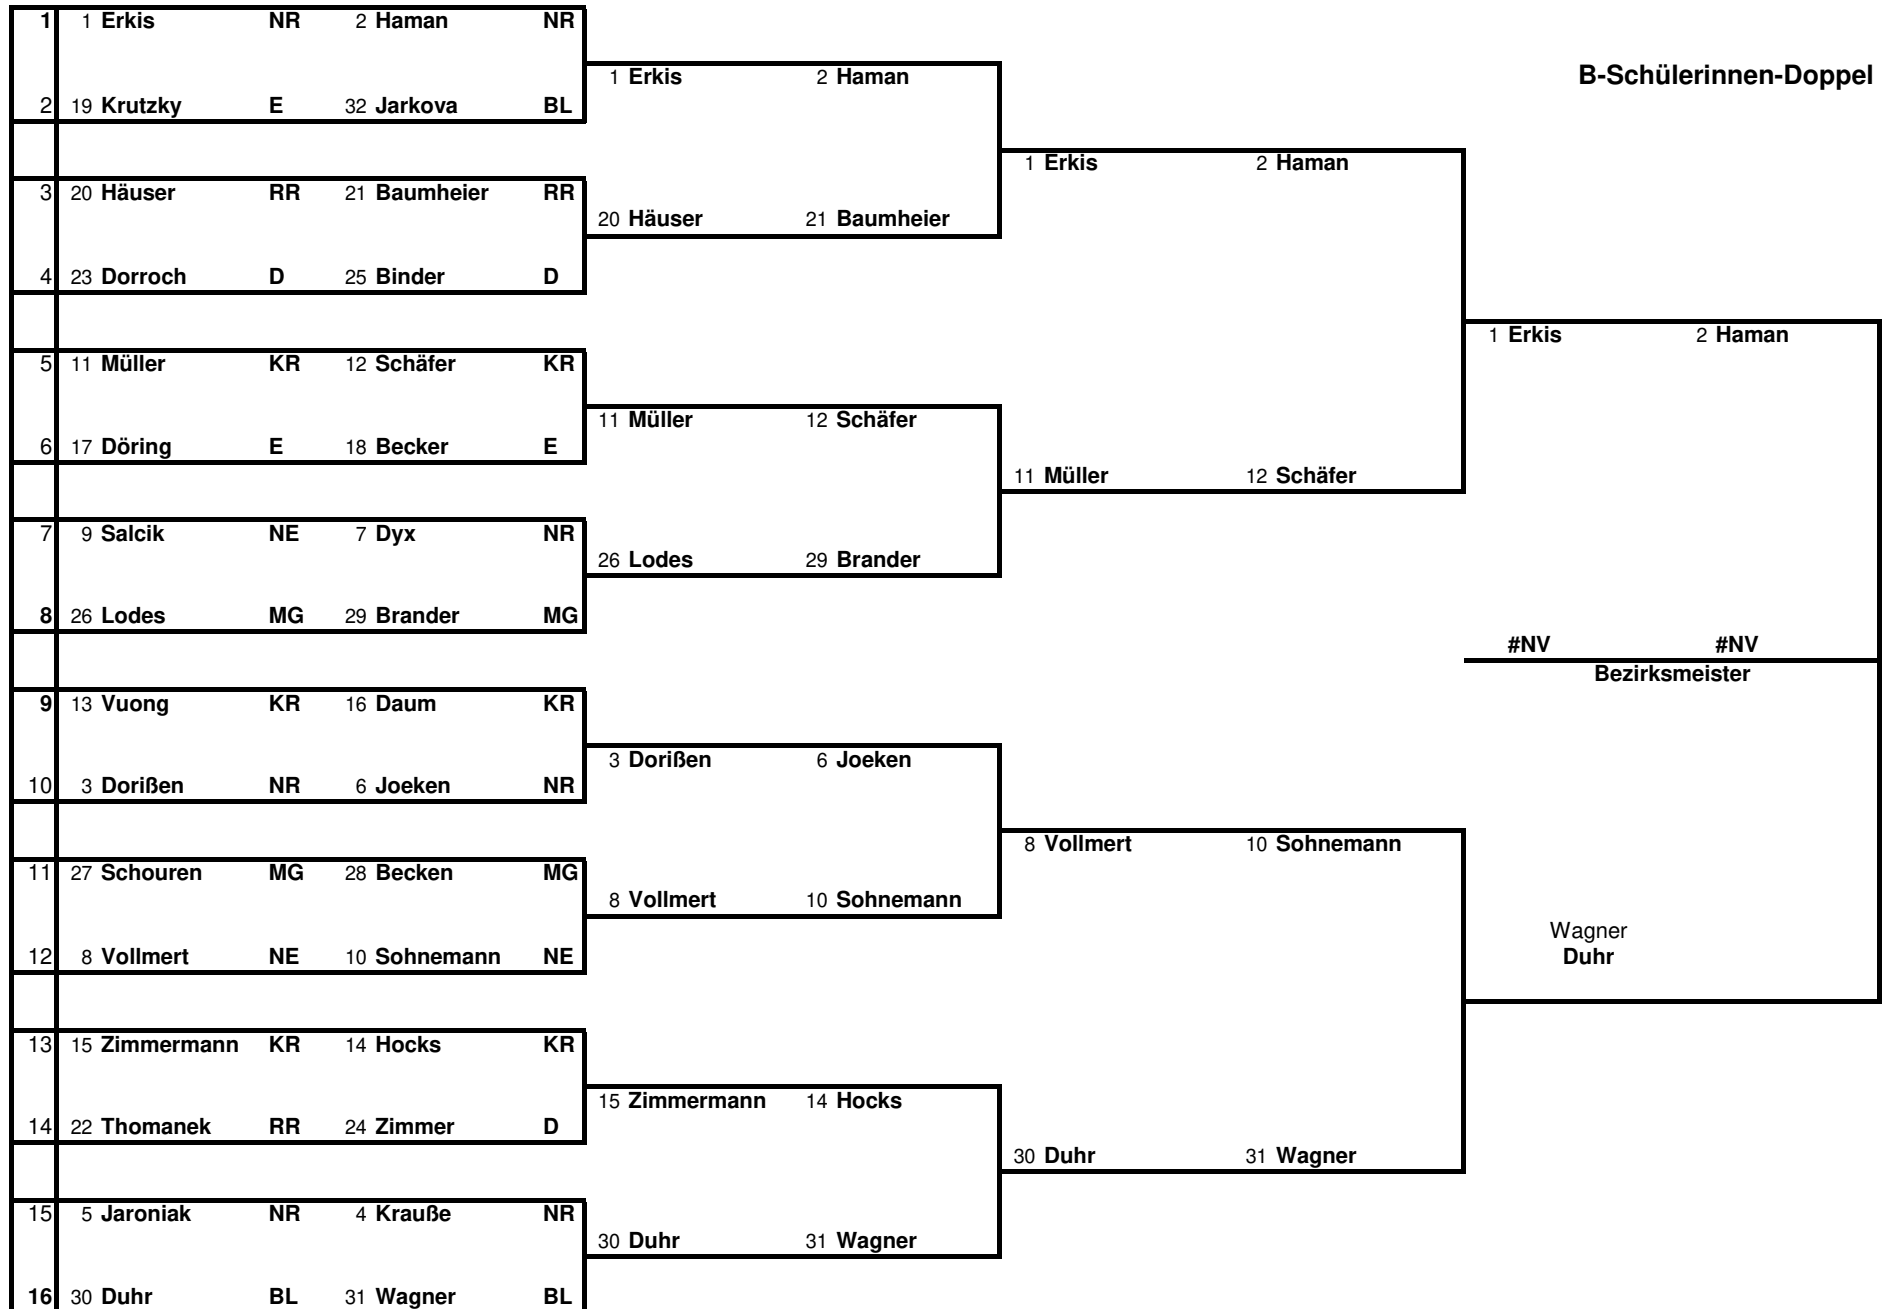 B-Schülerinnen-Doppel
1 1 Erkis NR 2 Haman NR
2 19 Krutzky E 32 Jarkova BL
3 20 Häuser RR 21 Baumheier RR
4 23 Dorroch D 25 Binder D
5 11 Müller KR 12 Schäfer KR
6 17 Döring E 18 Becker E
7 9 Salcik NE 7 Dyx NR
8 26 Lodes MG 29 Brander MG
9 13 Vuong KR 16 Daum KR
10 3 Dorißen NR 6 Joeken NR
11 27 Schouren MG 28 Becken MG
12 8 Vollmert NE 10 Sohnemann NE
13 15 Zimmermann KR 14 Hocks KR
14 22 Thomanek RR 24 Zimmer D
15 5 Jaroniak NR 4 Krauße NR
16 30 Duhr BL 31 Wagner BL
1 Erkis 2 Haman
20 Häuser 21 Baumheier
11 Müller 12 Schäfer
26 Lodes 29 Brander
3 Dorißen 6 Joeken
8 Vollmert 10 Sohnemann
15 Zimmermann 14 Hocks
30 Duhr 31 Wagner
1 Erkis 2 Haman
11 Müller 12 Schäfer
8 Vollmert 10 Sohnemann
30 Duhr 31 Wagner
1 Erkis 2 Haman
#NV #NV
Bezirksmeister
Wagner
Duhr